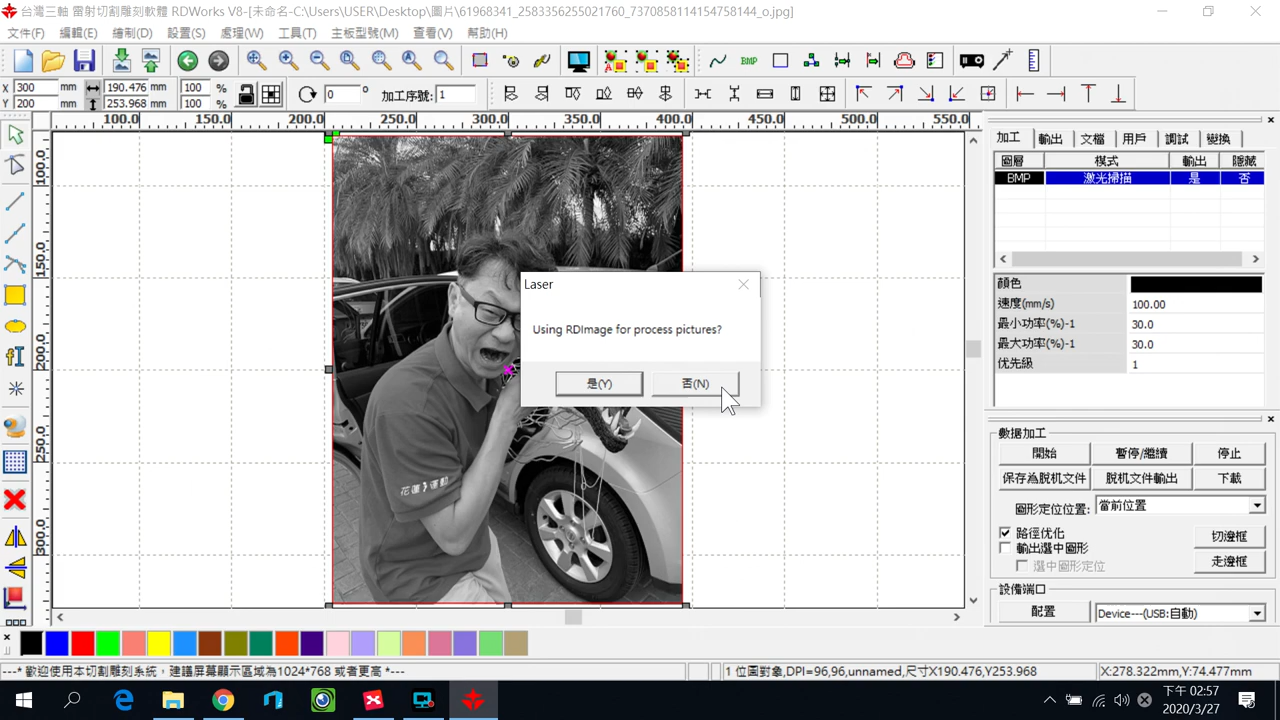 台灣三軸 雷射切割雕刻軟體 RDWorks V8-[未命名-C:\Users\USER\Desktop\圖片\61968341_2583356255021760_7370858114154758144_o.jpg]
文件(F) 編輯(E) 繪制(D) 設置(S) 處理(W) 工具(T) 主板型號(M) 查看(V) 幫助(H)
BMP
X 300 mm 190.476 mm 100 %
Y 200 mm 253.968 mm 100 %
0 °
加工序號: 1
100.0 150.0 200.0 250.0 300.0 350.0 400.0 450.0 500.0 550.0
100.0
150.0
200.0
250.0
300.0
Laser
Using RDImage for process pictures?
是(Y) 否(N)
加工 輸出 文檔 用戶 調試 變換
圖層 模式 輸出 隱藏
BMP 激光掃描 是 否
顏色
速度(mm/s) 100.00
最小功率(%)-1 30.0
最大功率(%)-1 30.0
优先級 1
數據加工
開始 暫停/繼續 停止
保存為脫机文件 脫机文件輸出 下載
圖形定位位置: 當前位置
路徑优化
輸出選中圖形
選中圖形定位
切邊框
走邊框
設備端口
配置 Device---(USB:自動)
---* 歡迎使用本切割雕刻系統，建議屏幕顯示區域為1024*768 或者更高 *---
1 位圖對象,DPI=96,96,unnamed,尺寸X190.476,Y253.968
X:278.322mm,Y:74.477mm
下午 02:57
2020/3/27